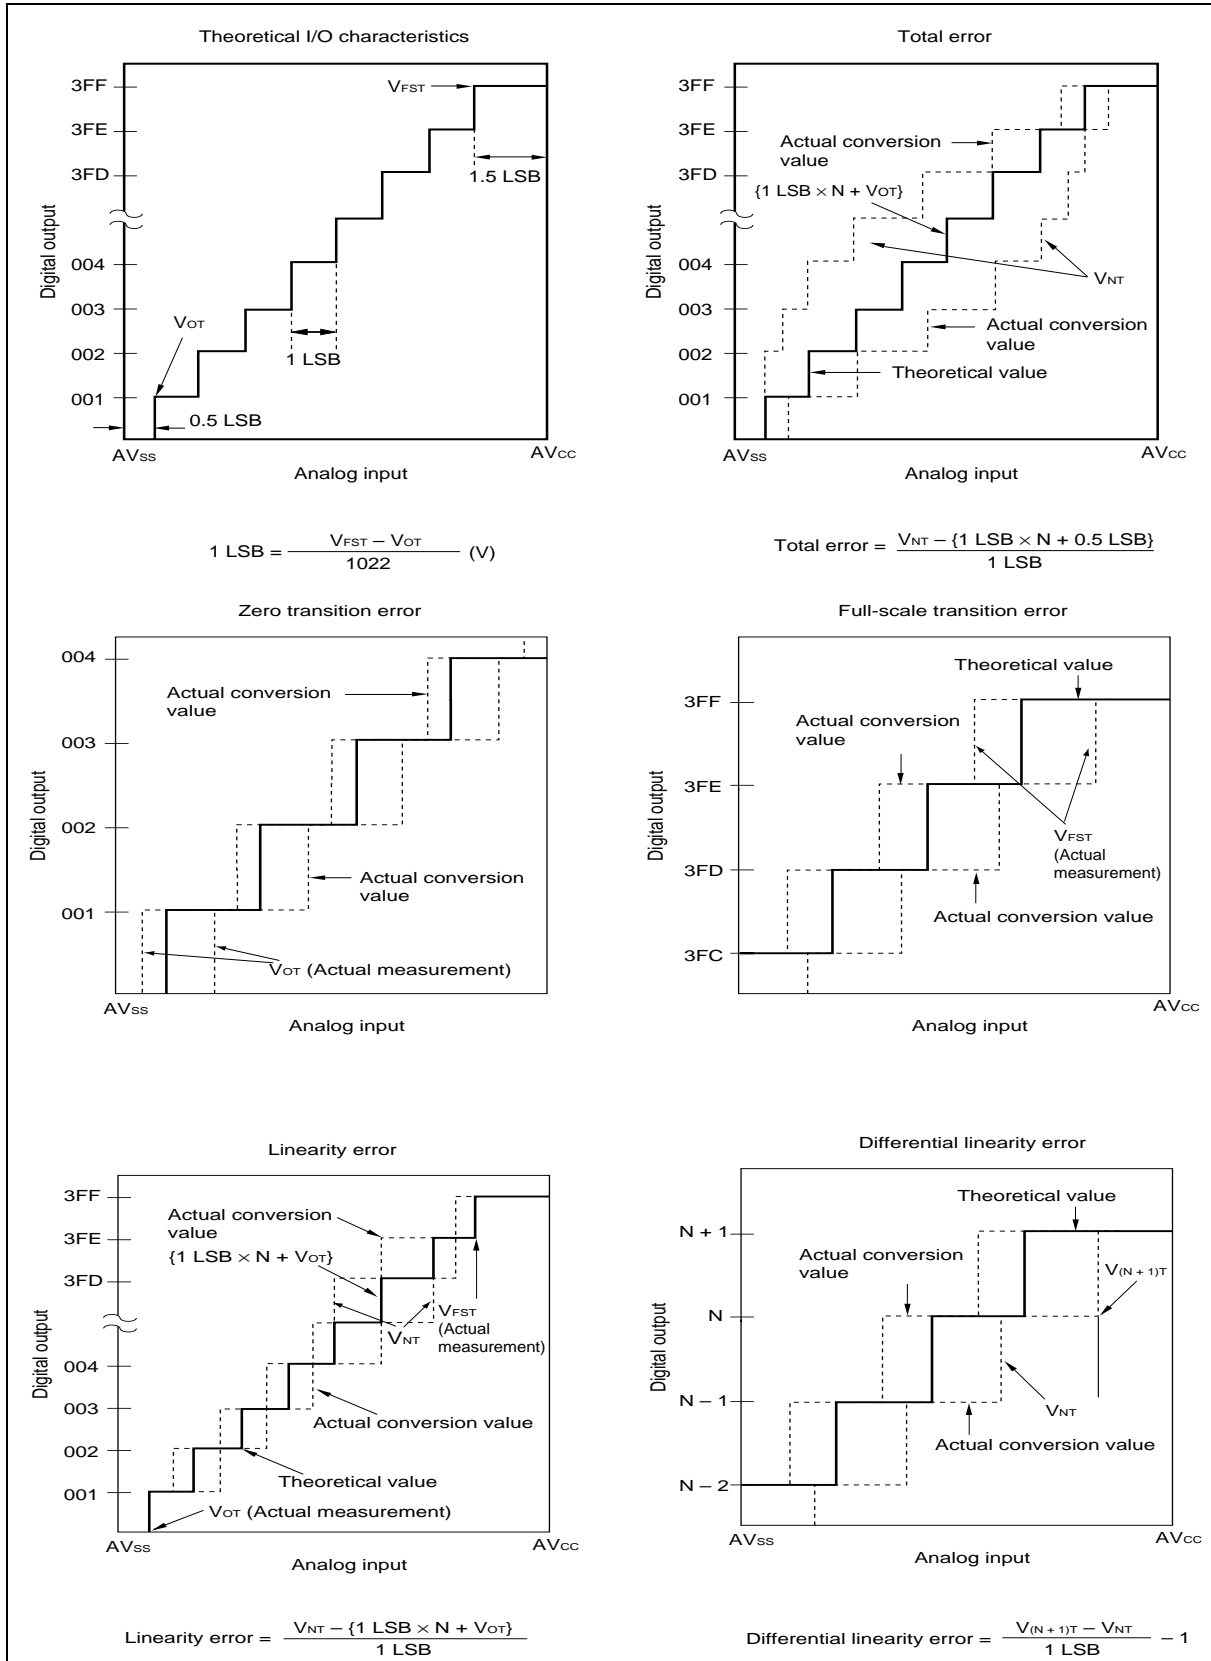 Theoretical I/O characteristics
3FF
3FE
3FD
004
003
002
001
Digital output
VFST
1.5 LSB
VOT
1 LSB
0.5 LSB
AVSS
AVCC
Analog input
1 LSB = VFST – VOT / 1022 (V)
Total error
3FF
3FE
3FD
004
003
002
001
Digital output
Actual conversion
value
{1 LSB × N + VOT}
VNT
Actual conversion
value
Theoretical value
AVSS
AVCC
Analog input
Total error = VNT – {1 LSB × N + 0.5 LSB} / 1 LSB
Zero transition error
004
003
002
001
Digital output
Actual conversion
value
Actual conversion
value
VOT (Actual measurement)
AVSS
Analog input
Full-scale transition error
3FF
3FE
3FD
3FC
Digital output
Theoretical value
Actual conversion
value
VFST
(Actual
measurement)
Actual conversion value
AVCC
Analog input
Linearity error
3FF
3FE
3FD
004
003
002
001
Digital output
Actual conversion
value
{1 LSB × N + VOT}
VFST
(Actual
measurement)
VNT
Actual conversion value
Theoretical value
VOT (Actual measurement)
AVSS
AVCC
Analog input
Linearity error = VNT – {1 LSB × N + VOT} / 1 LSB
Differential linearity error
N + 1
N
N – 1
N – 2
Digital output
Theoretical value
Actual conversion
value
V(N + 1)T
VNT
Actual conversion value
AVSS
AVCC
Analog input
Differential linearity error = V(N + 1)T – VNT / 1 LSB – 1